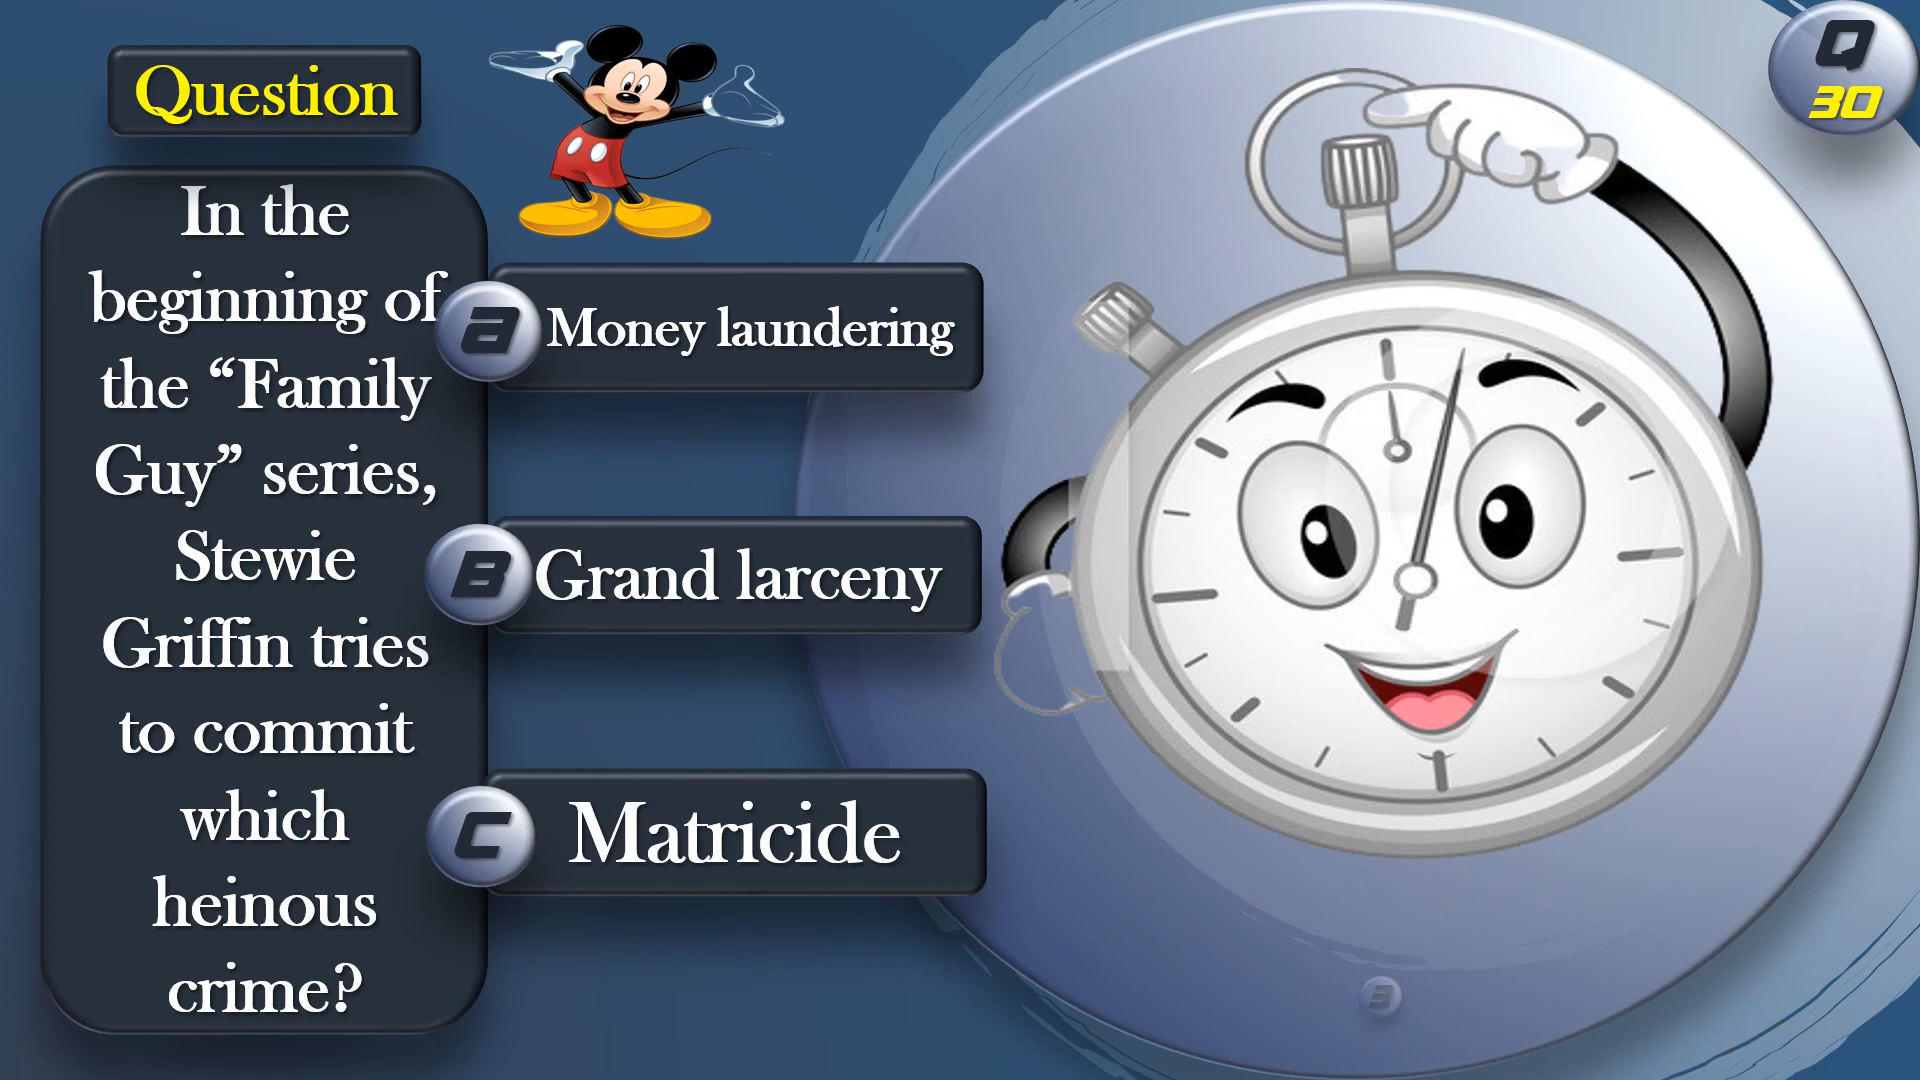 Question
Q
30
In the
beginning of
the “Family
Guy” series,
Stewie
Griffin tries
to commit
which
heinous
crime?
a Money laundering
B Grand larceny
C Matricide
3